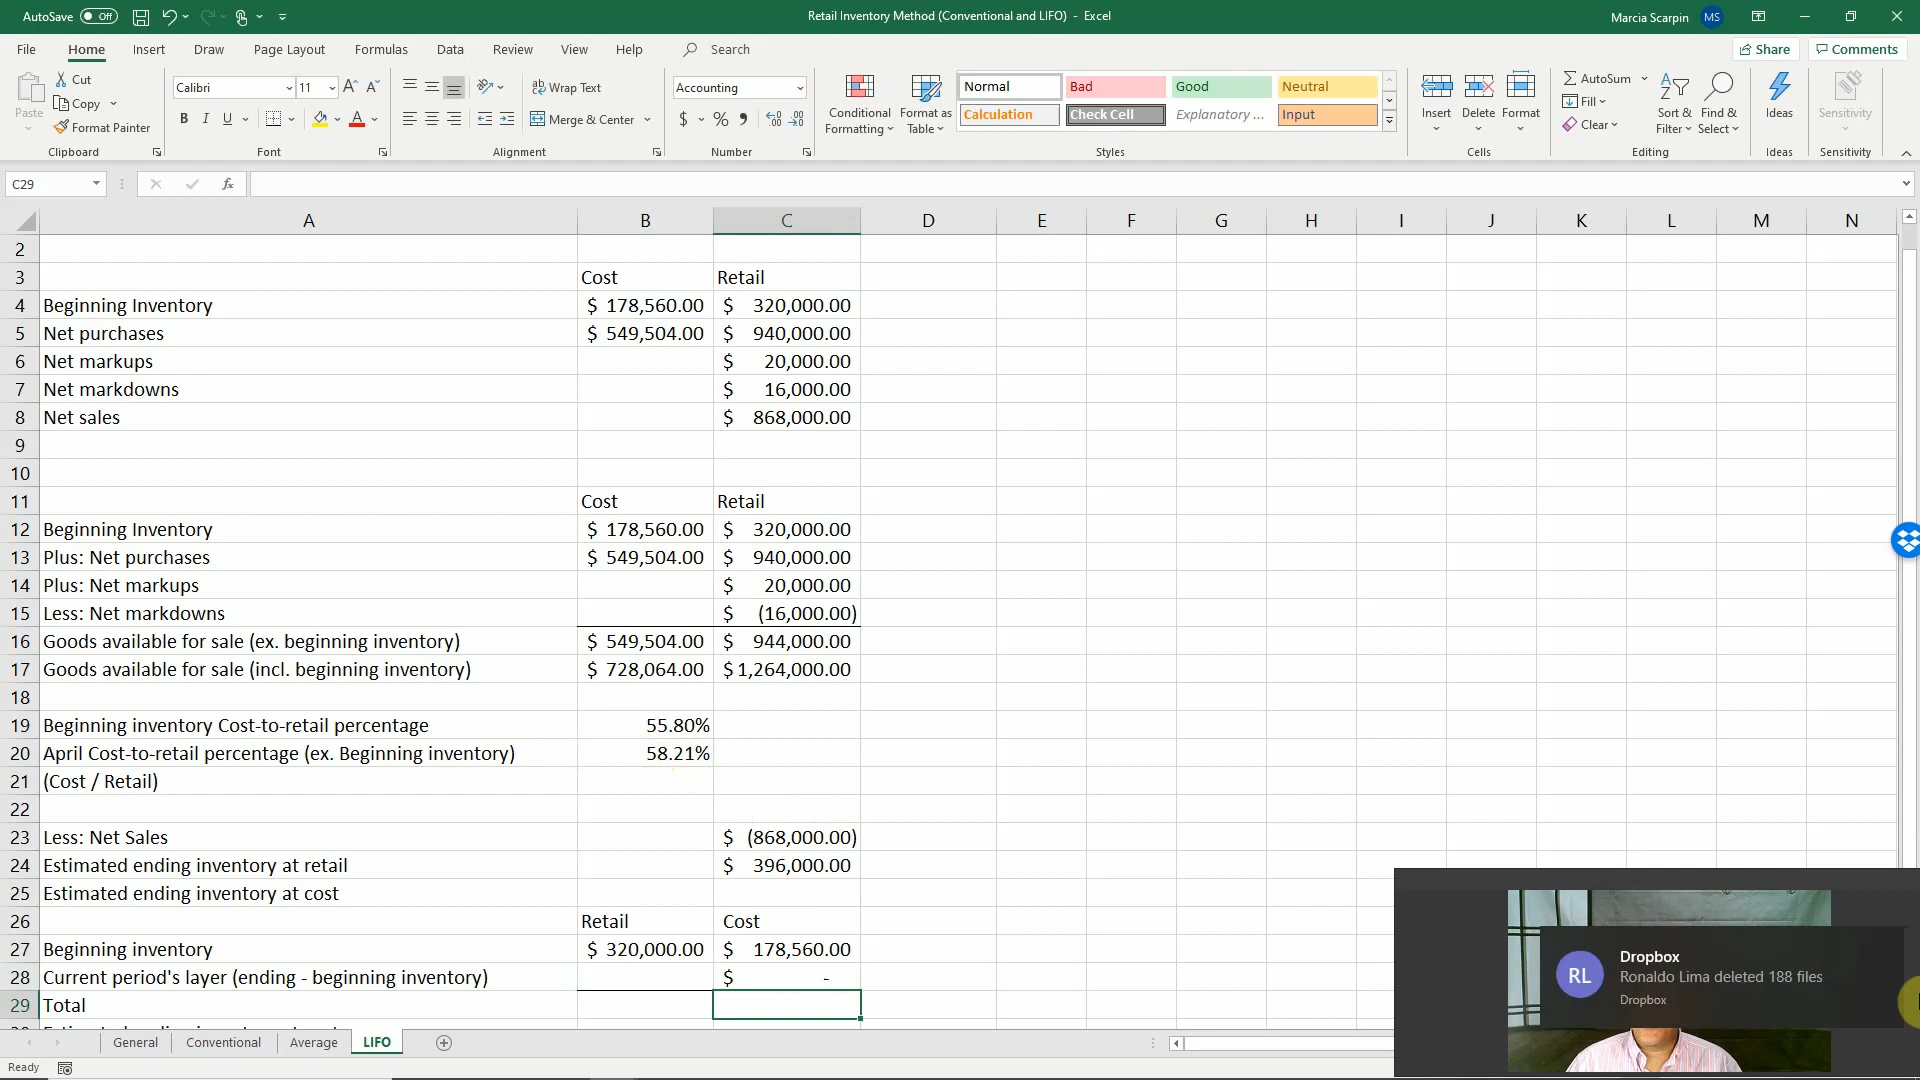 AutoSave Off
Retail Inventory Method (Conventional and LIFO) - Excel
Marcia Scarpin MS
File Home Insert Draw Page Layout Formulas Data Review View Help Search
Share Comments
Paste
Cut
Copy
Format Painter
Clipboard
Calibri 11
B I U
Font
Wrap Text
Merge & Center
Alignment
Accounting
$ % ,
Number
Conditional Formatting
Format as Table
Normal Bad Good Neutral
Calculation Check Cell Explanatory ... Input
Styles
Insert Delete Format
Cells
AutoSum
Fill
Clear
Sort & Filter
Find & Select
Editing
Ideas
Ideas
Sensitivity
Sensitivity
C29 fx
A B C D E F G H I J K L M N
2
3 Cost Retail
4 Beginning Inventory $ 178,560.00 $ 320,000.00
5 Net purchases $ 549,504.00 $ 940,000.00
6 Net markups $ 20,000.00
7 Net markdowns $ 16,000.00
8 Net sales $ 868,000.00
9
10
11 Cost Retail
12 Beginning Inventory $ 178,560.00 $ 320,000.00
13 Plus: Net purchases $ 549,504.00 $ 940,000.00
14 Plus: Net markups $ 20,000.00
15 Less: Net markdowns $ (16,000.00)
16 Goods available for sale (ex. beginning inventory) $ 549,504.00 $ 944,000.00
17 Goods available for sale (incl. beginning inventory) $ 728,064.00 $ 1,264,000.00
18
19 Beginning inventory Cost-to-retail percentage 55.80%
20 April Cost-to-retail percentage (ex. Beginning inventory) 58.21%
21 (Cost / Retail)
22
23 Less: Net Sales $ (868,000.00)
24 Estimated ending inventory at retail $ 396,000.00
25 Estimated ending inventory at cost
26 Retail Cost
27 Beginning inventory $ 320,000.00 $ 178,560.00
28 Current period's layer (ending - beginning inventory) $ -
29 Total
RL
Dropbox
Ronaldo Lima deleted 188 files
Dropbox
General Conventional Average LIFO
Ready